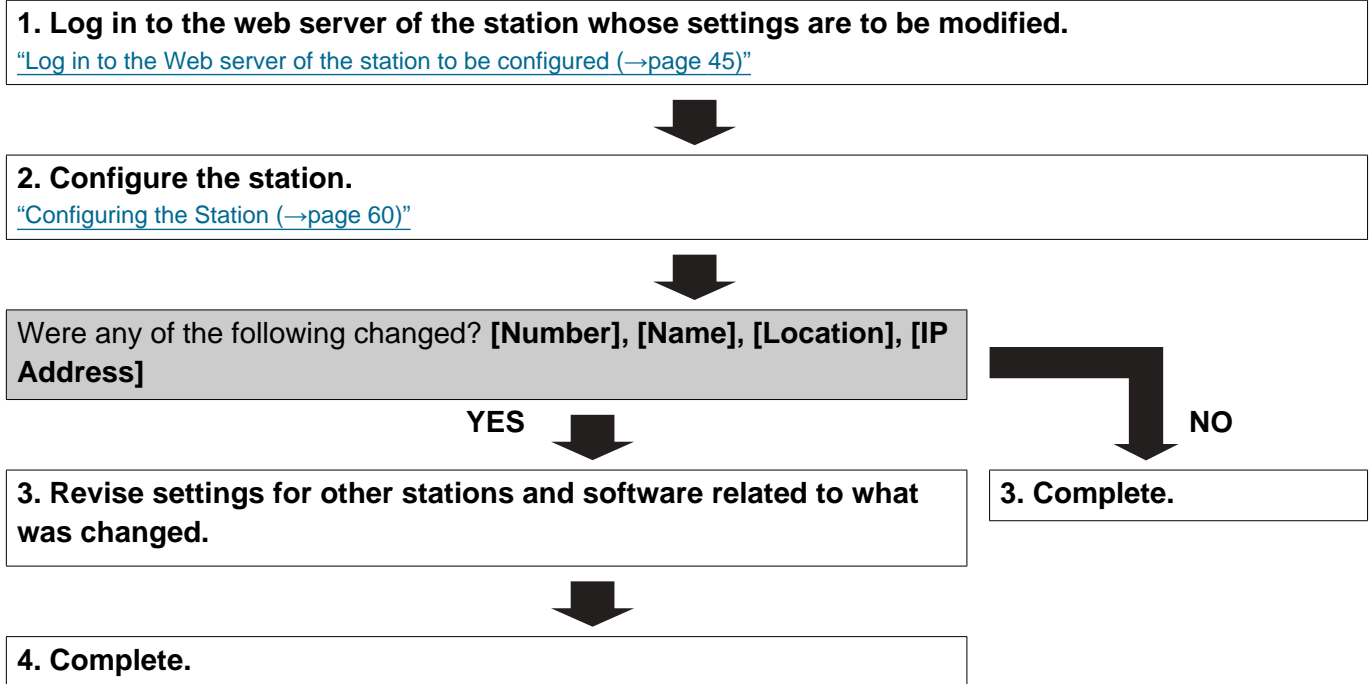 1. Log in to the web server of the station whose settings are to be modified.
“Log in to the Web server of the station to be configured (→page 45)”
2. Configure the station.
“Configuring the Station (→page 60)”
Were any of the following changed? [Number], [Name], [Location], [IP
Address]
YES
NO
3. Revise settings for other stations and software related to what
was changed.
3. Complete.
4. Complete.